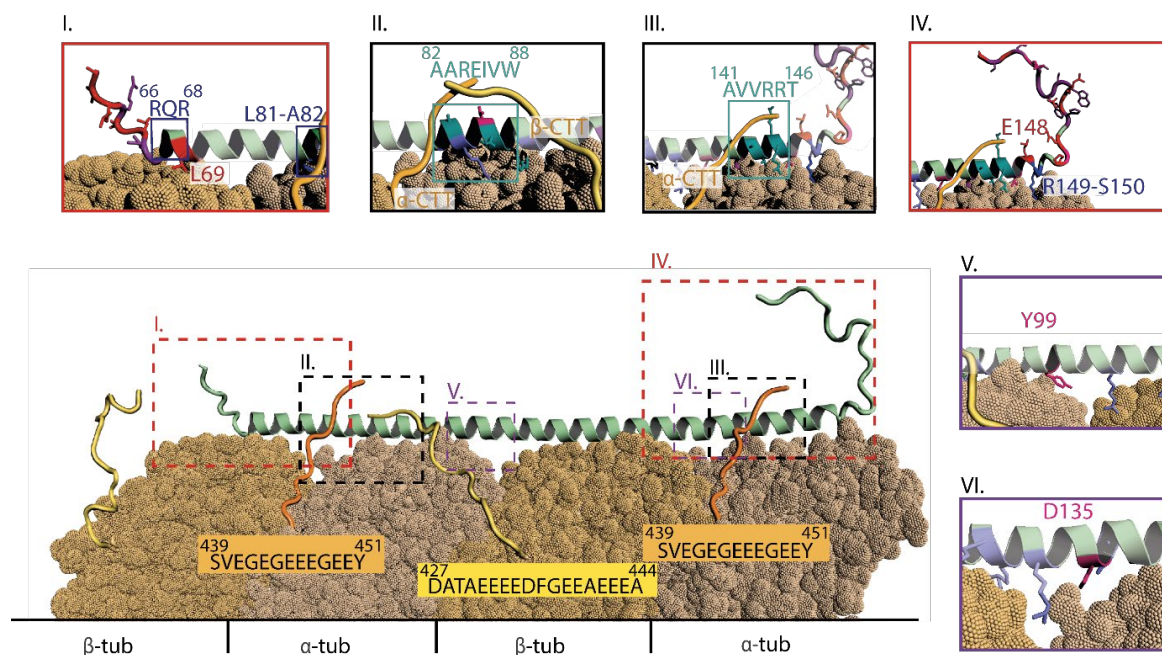 I.
66 68
RQR
L81-A82
L69
II.
82 88
AAREIVW
β-CTT
α-CTT
III.
141 146
AVVRRT
α-CTT
IV.
E148
R149-S150
I.
II.
V.
VI.
III.
IV.
439 451
SVEGEGEEEGEEY
427 444
DATAEEEEDFGEEAEEEA
439 451
SVEGEGEEEGEEY
β-tub
α-tub
β-tub
α-tub
V.
Y99
VI.
D135